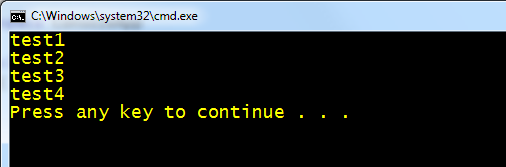 C:\Windows\system32\cmd.exe
test1
test2
test3
test4
Press any key to continue . . .